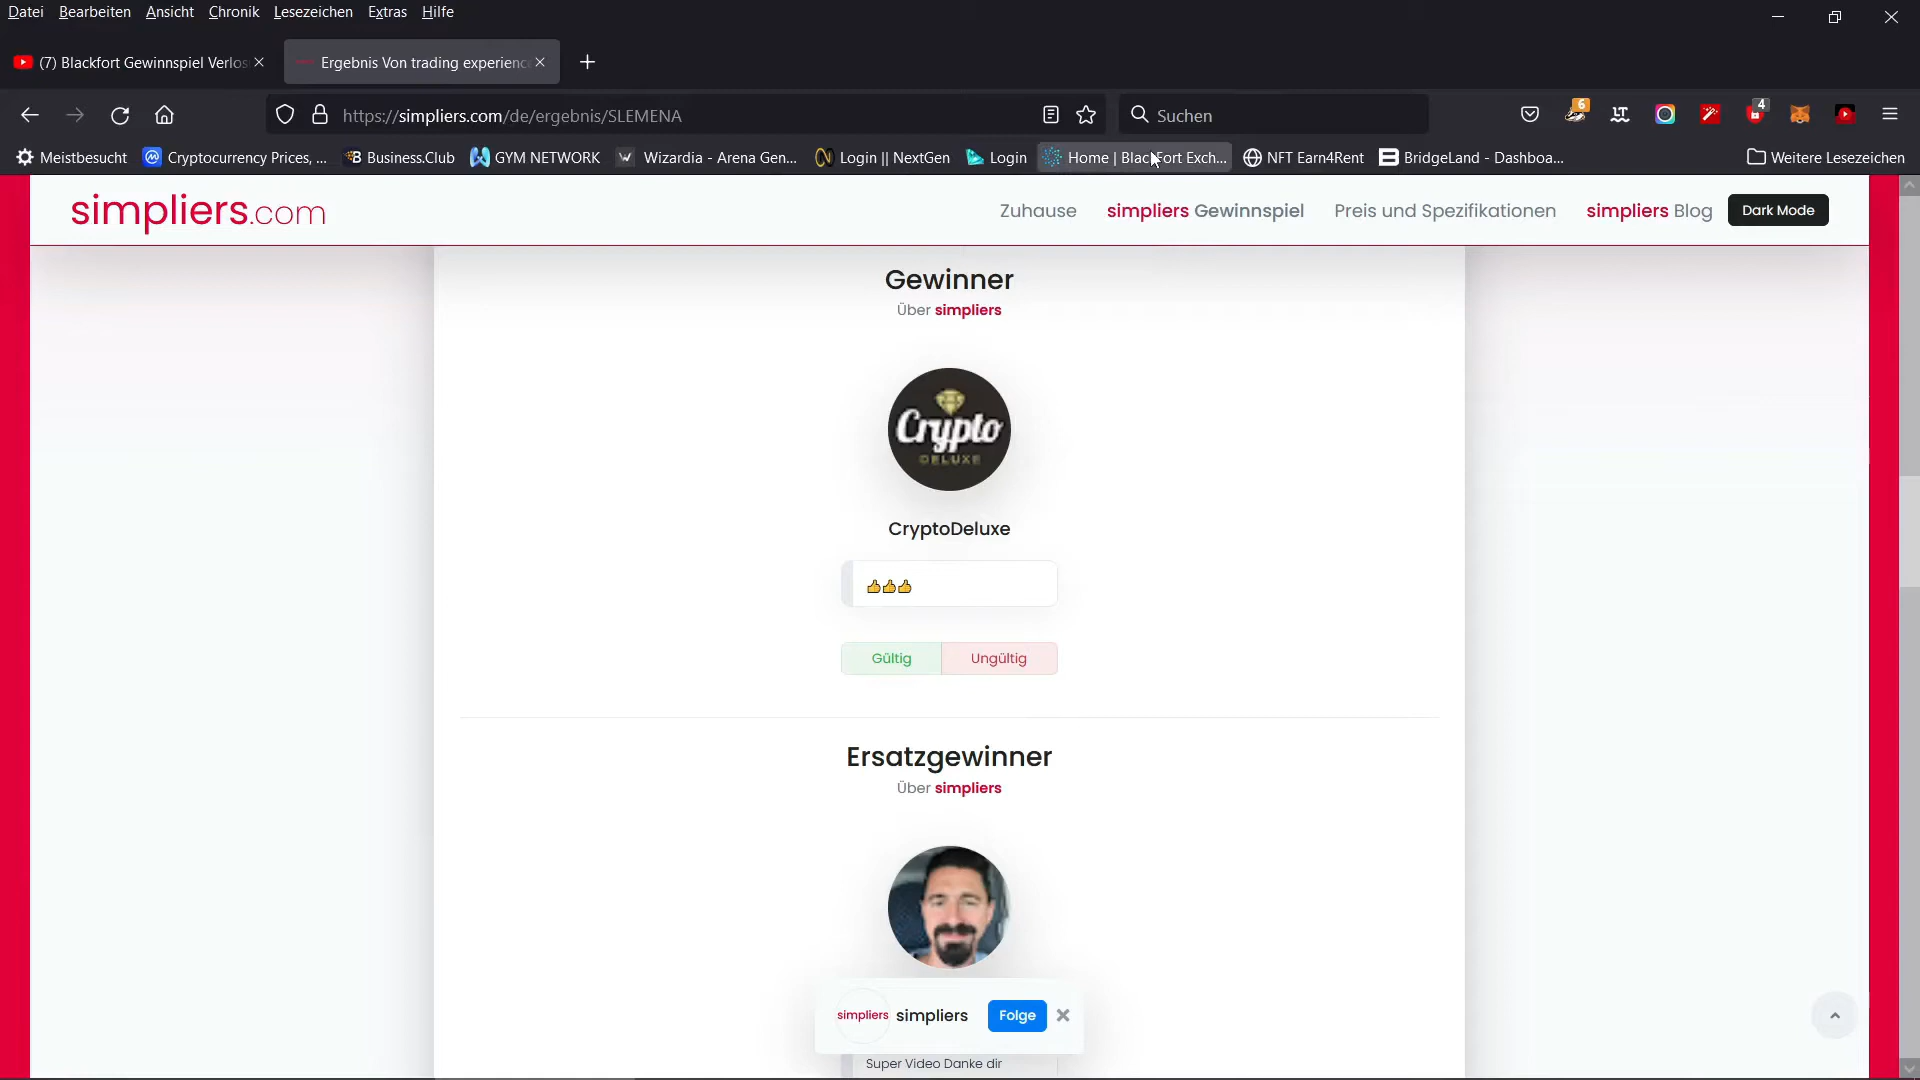 Datei Bearbeiten Ansicht Chronik Lesezeichen Extras Hilfe
(7) Blackfort Gewinnspiel Verlos
Ergebnis Von trading experience
https://simpliers.com/de/ergebnis/SLEMENA
Suchen
6
4
Meistbesucht
Cryptocurrency Prices, ...
Business.Club
GYM NETWORK
Wizardia - Arena Gen...
Login || NextGen
Login
Home | BlackFort Exch...
NFT Earn4Rent
BridgeLand - Dashboa...
Weitere Lesezeichen
simpliers.com
Zuhause
simpliers Gewinnspiel
Preis und Spezifikationen
simpliers Blog
Dark Mode
Gewinner
Über simpliers
Crypto
DELUXE
CryptoDeluxe
👍👍👍
Gültig
Ungültig
Ersatzgewinner
Über simpliers
simpliers
simpliers
Folge
Super Video Danke dir